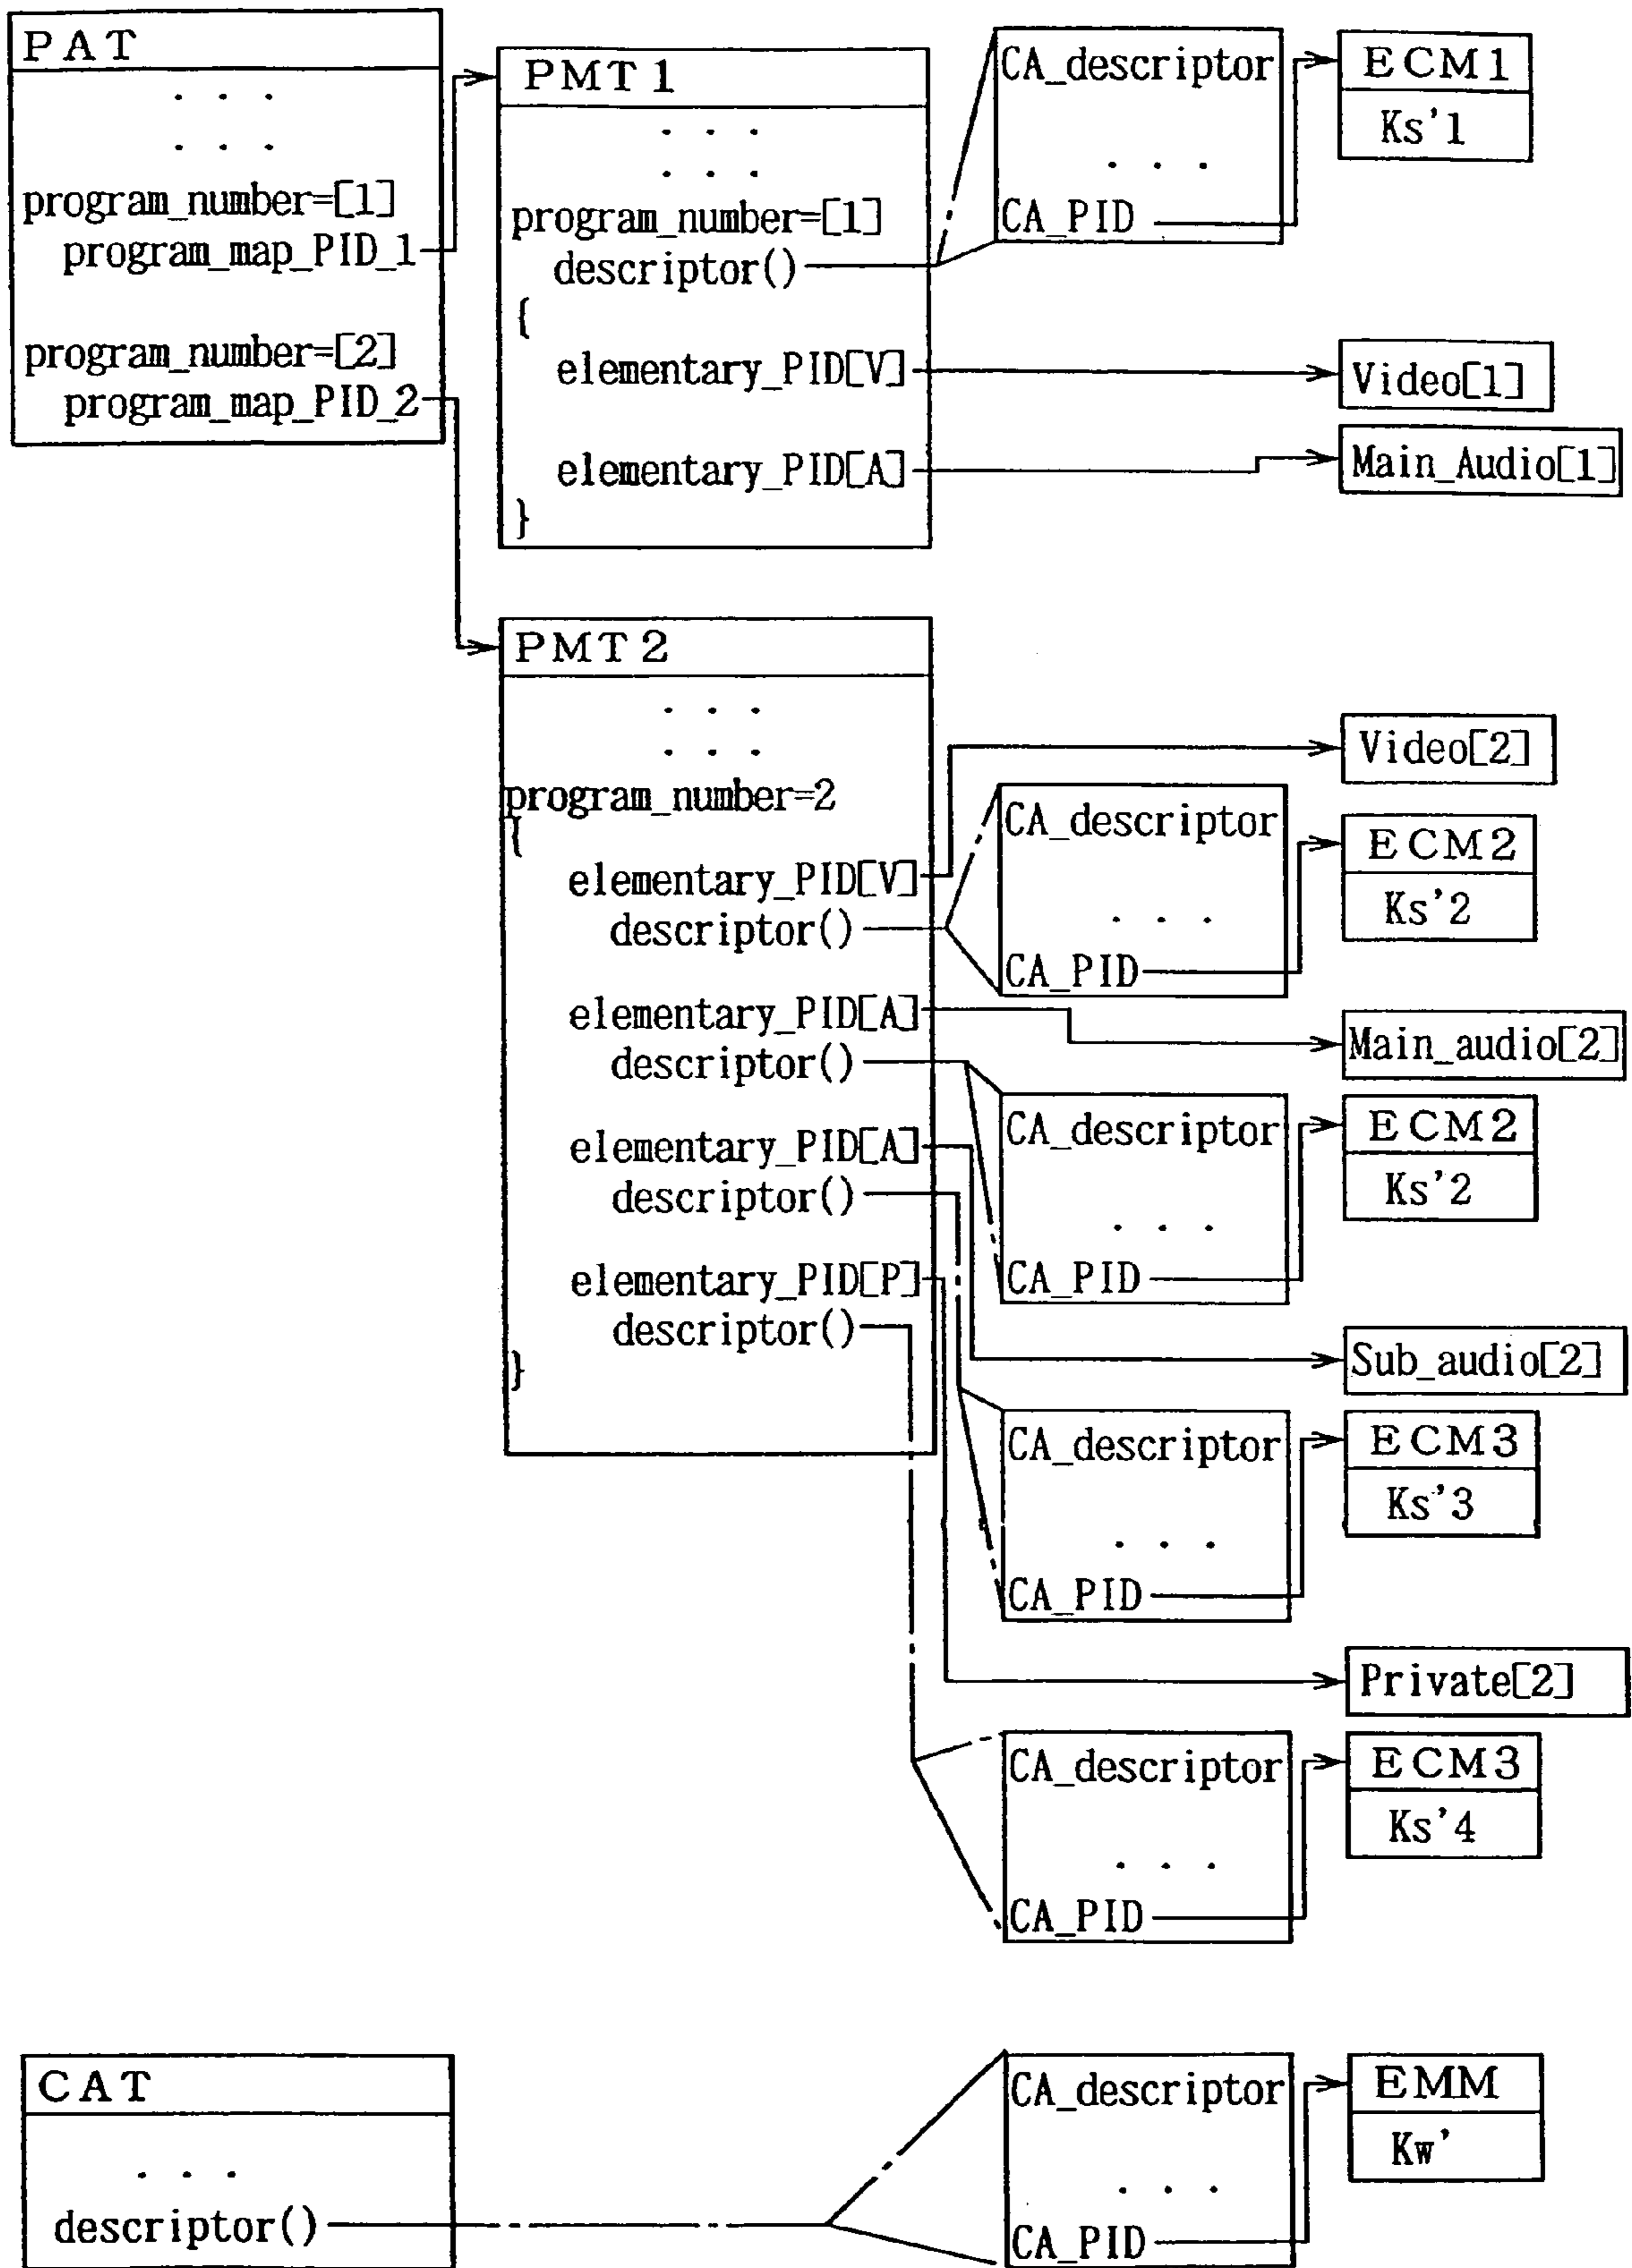 PAT
. . .
. . .
program_number=[1]
program_map_PID_1
program_number=[2]
program_map_PID_2
PMT1
. . .
. . .
program_number=[1]
descriptor()
{
elementary_PID[V]
elementary_PID[A]
}
CA_descriptor
. . .
CA_PID
ECM1
Ks'1
Video[1]
Main_Audio[1]
PMT2
. . .
. . .
program_number=2
{
elementary_PID[V]
descriptor()
elementary_PID[A]
descriptor()
elementary_PID[A]
descriptor()
elementary_PID[P]
descriptor()
}
Video[2]
CA_descriptor
. . .
CA_PID
ECM2
Ks'2
Main_audio[2]
CA_descriptor
. . .
CA_PID
ECM2
Ks'2
Sub_audio[2]
CA_descriptor
. . .
CA_PID
ECM3
Ks'3
Private[2]
CA_descriptor
. . .
CA_PID
ECM3
Ks'4
CAT
. . .
descriptor()
CA_descriptor
. . .
CA_PID
EMM
Kw'